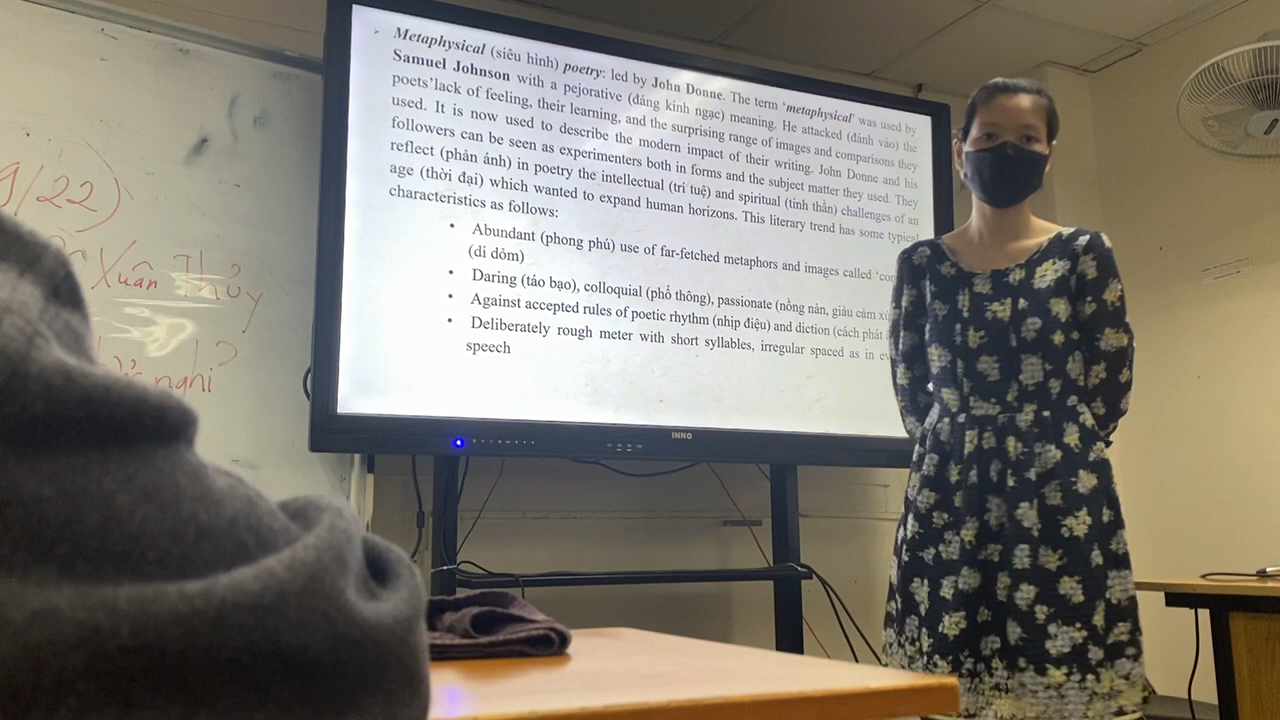 9/22)
Xuân Thủy
nghỉ
➢ Metaphysical (siêu hình) poetry: led by John Donne. The term ‘metaphysical’ was used by
Samuel Johnson with a pejorative (đáng kinh ngạc) meaning. He attacked (đánh vào) the
poets’lack of feeling, their learning, and the surprising range of images and comparisons they
used. It is now used to describe the modern impact of their writing. John Donne and his
followers can be seen as experimenters both in forms and the subject matter they used. They
reflect (phản ánh) in poetry the intellectual (trí tuệ) and spiritual (tinh thần) challenges of an
age (thời đại) which wanted to expand human horizons. This literary trend has some typical
characteristics as follows:
• Abundant (phong phú) use of far-fetched metaphors and images called
(dí dỏm)
• Daring (táo bạo), colloquial (phổ thông), passionate (nồng nàn, giàu cảm
• Against accepted rules of poetic rhythm (nhịp điệu) and diction (cách phát
• Deliberately rough meter with short syllables, irregular spaced as in
speech
INNO